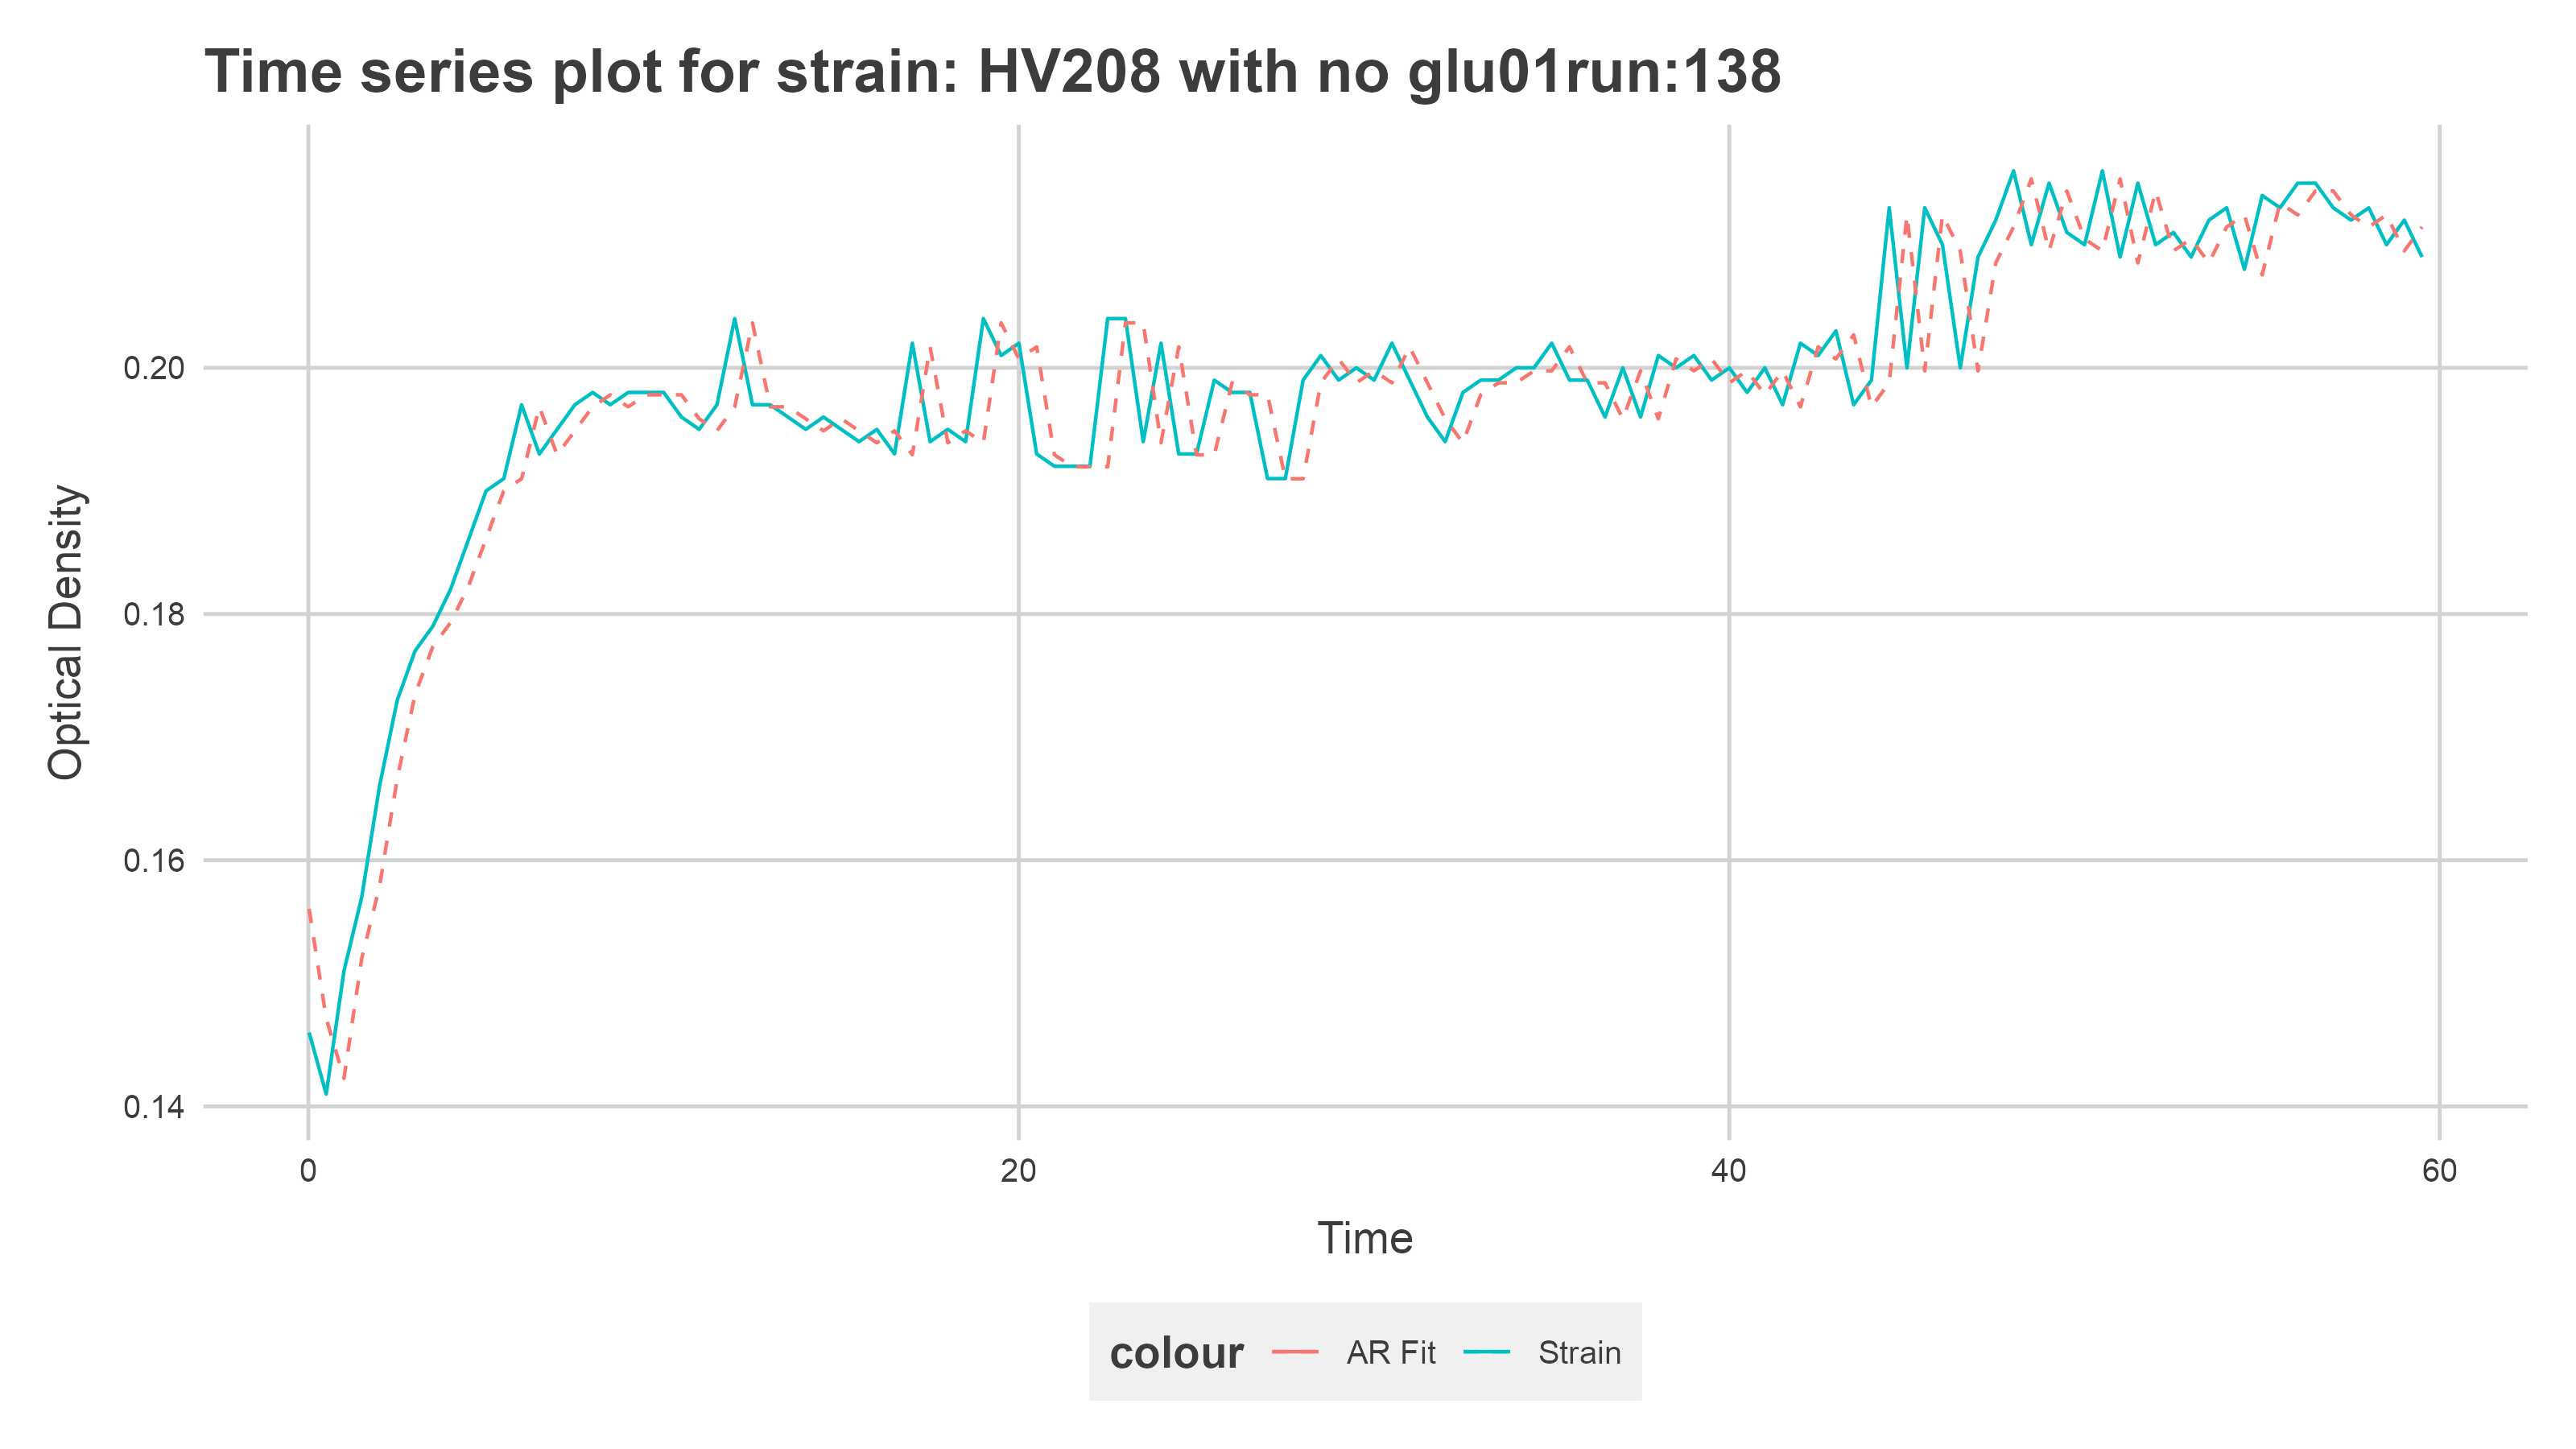 Time series plot for strain: HV208 with no glu01run:138
Optical Density
0.20
0.18
0.16
0.14
0 20 40 60
Time
colour AR Fit Strain